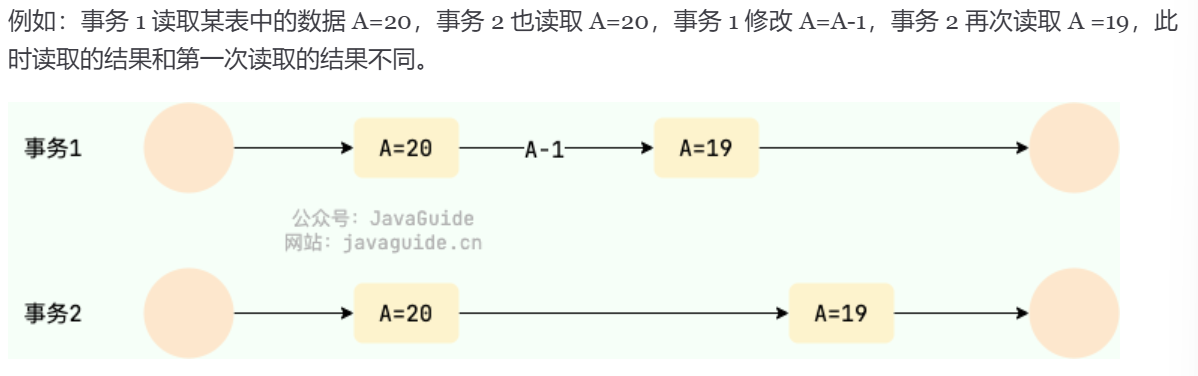 例如：事务 1 读取某表中的数据 A=20，事务 2 也读取 A=20，事务 1 修改 A=A-1，事务 2 再次读取 A =19，此
时读取的结果和第一次读取的结果不同。
事务1
A=20
A-1
A=19
公众号：JavaGuide
网站：javaguide.cn
事务2
A=20
A=19